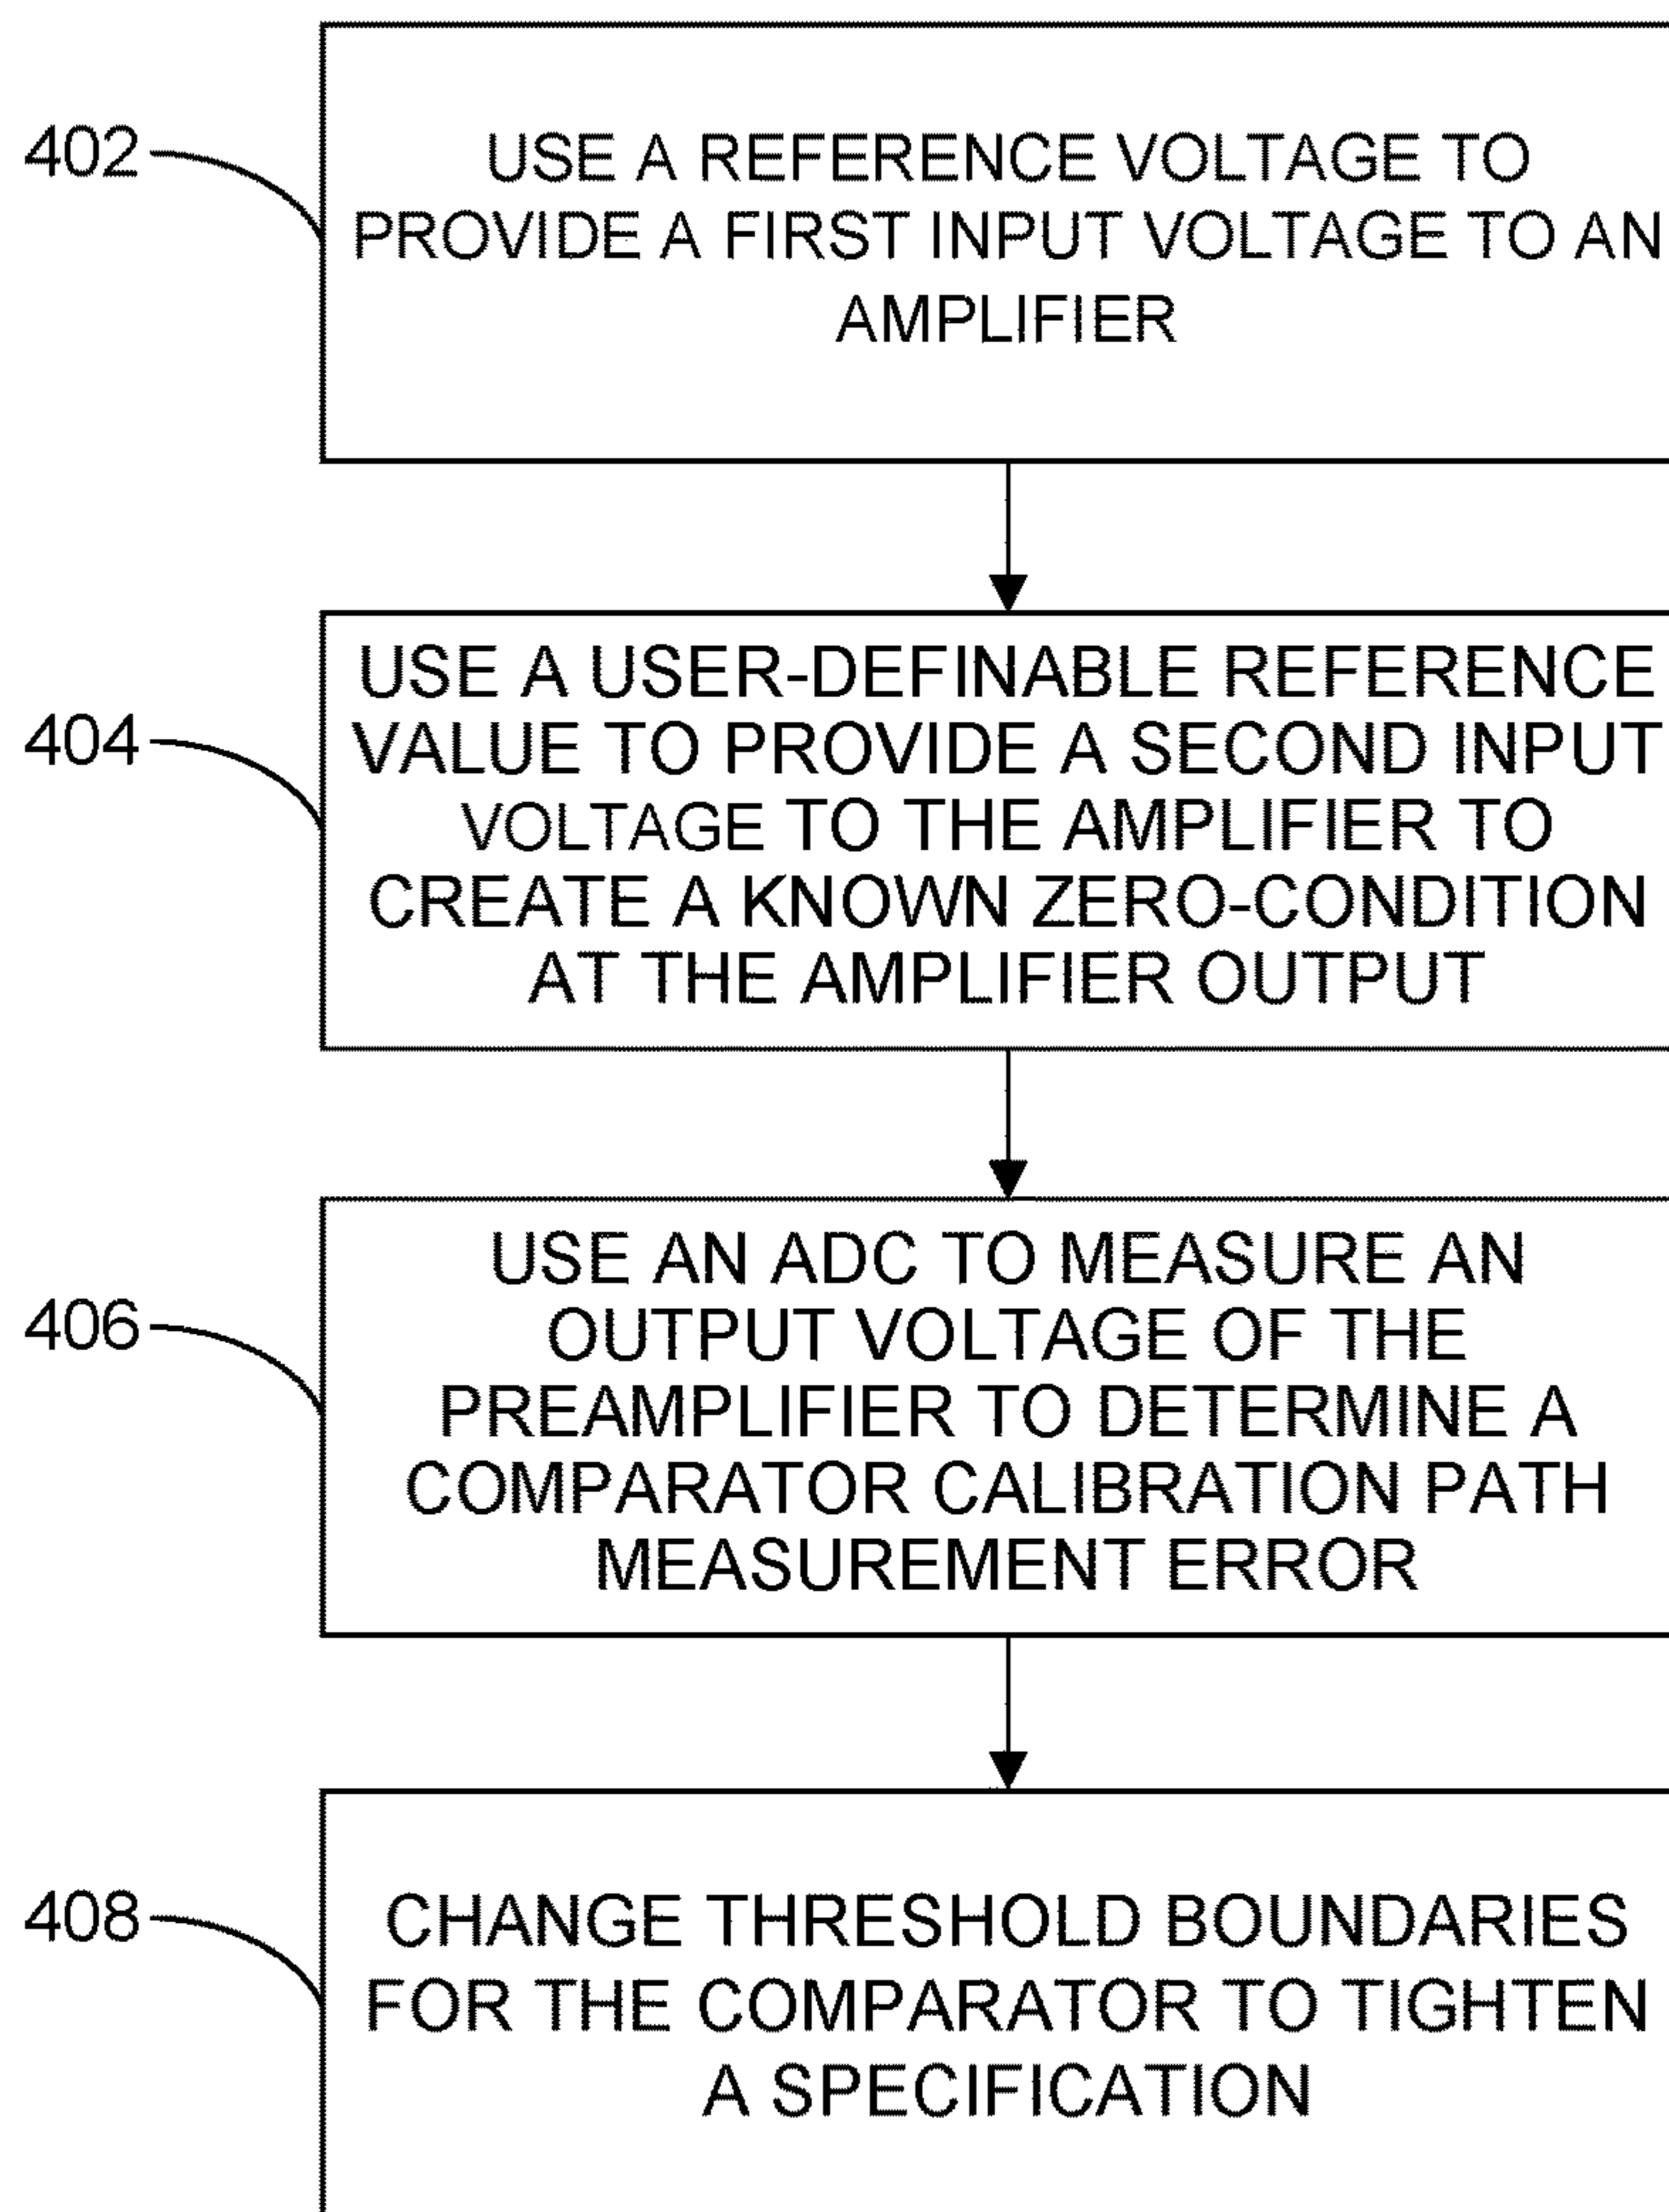 402
USE A REFERENCE VOLTAGE TO
PROVIDE A FIRST INPUT VOLTAGE TO AN
AMPLIFIER
404
USE A USER-DEFINABLE REFERENCE
VALUE TO PROVIDE A SECOND INPUT
VOLTAGE TO THE AMPLIFIER TO
CREATE A KNOWN ZERO-CONDITION
AT THE AMPLIFIER OUTPUT
406
USE AN ADC TO MEASURE AN
OUTPUT VOLTAGE OF THE
PREAMPLIFIER TO DETERMINE A
COMPARATOR CALIBRATION PATH
MEASUREMENT ERROR
408
CHANGE THRESHOLD BOUNDARIES
FOR THE COMPARATOR TO TIGHTEN
A SPECIFICATION